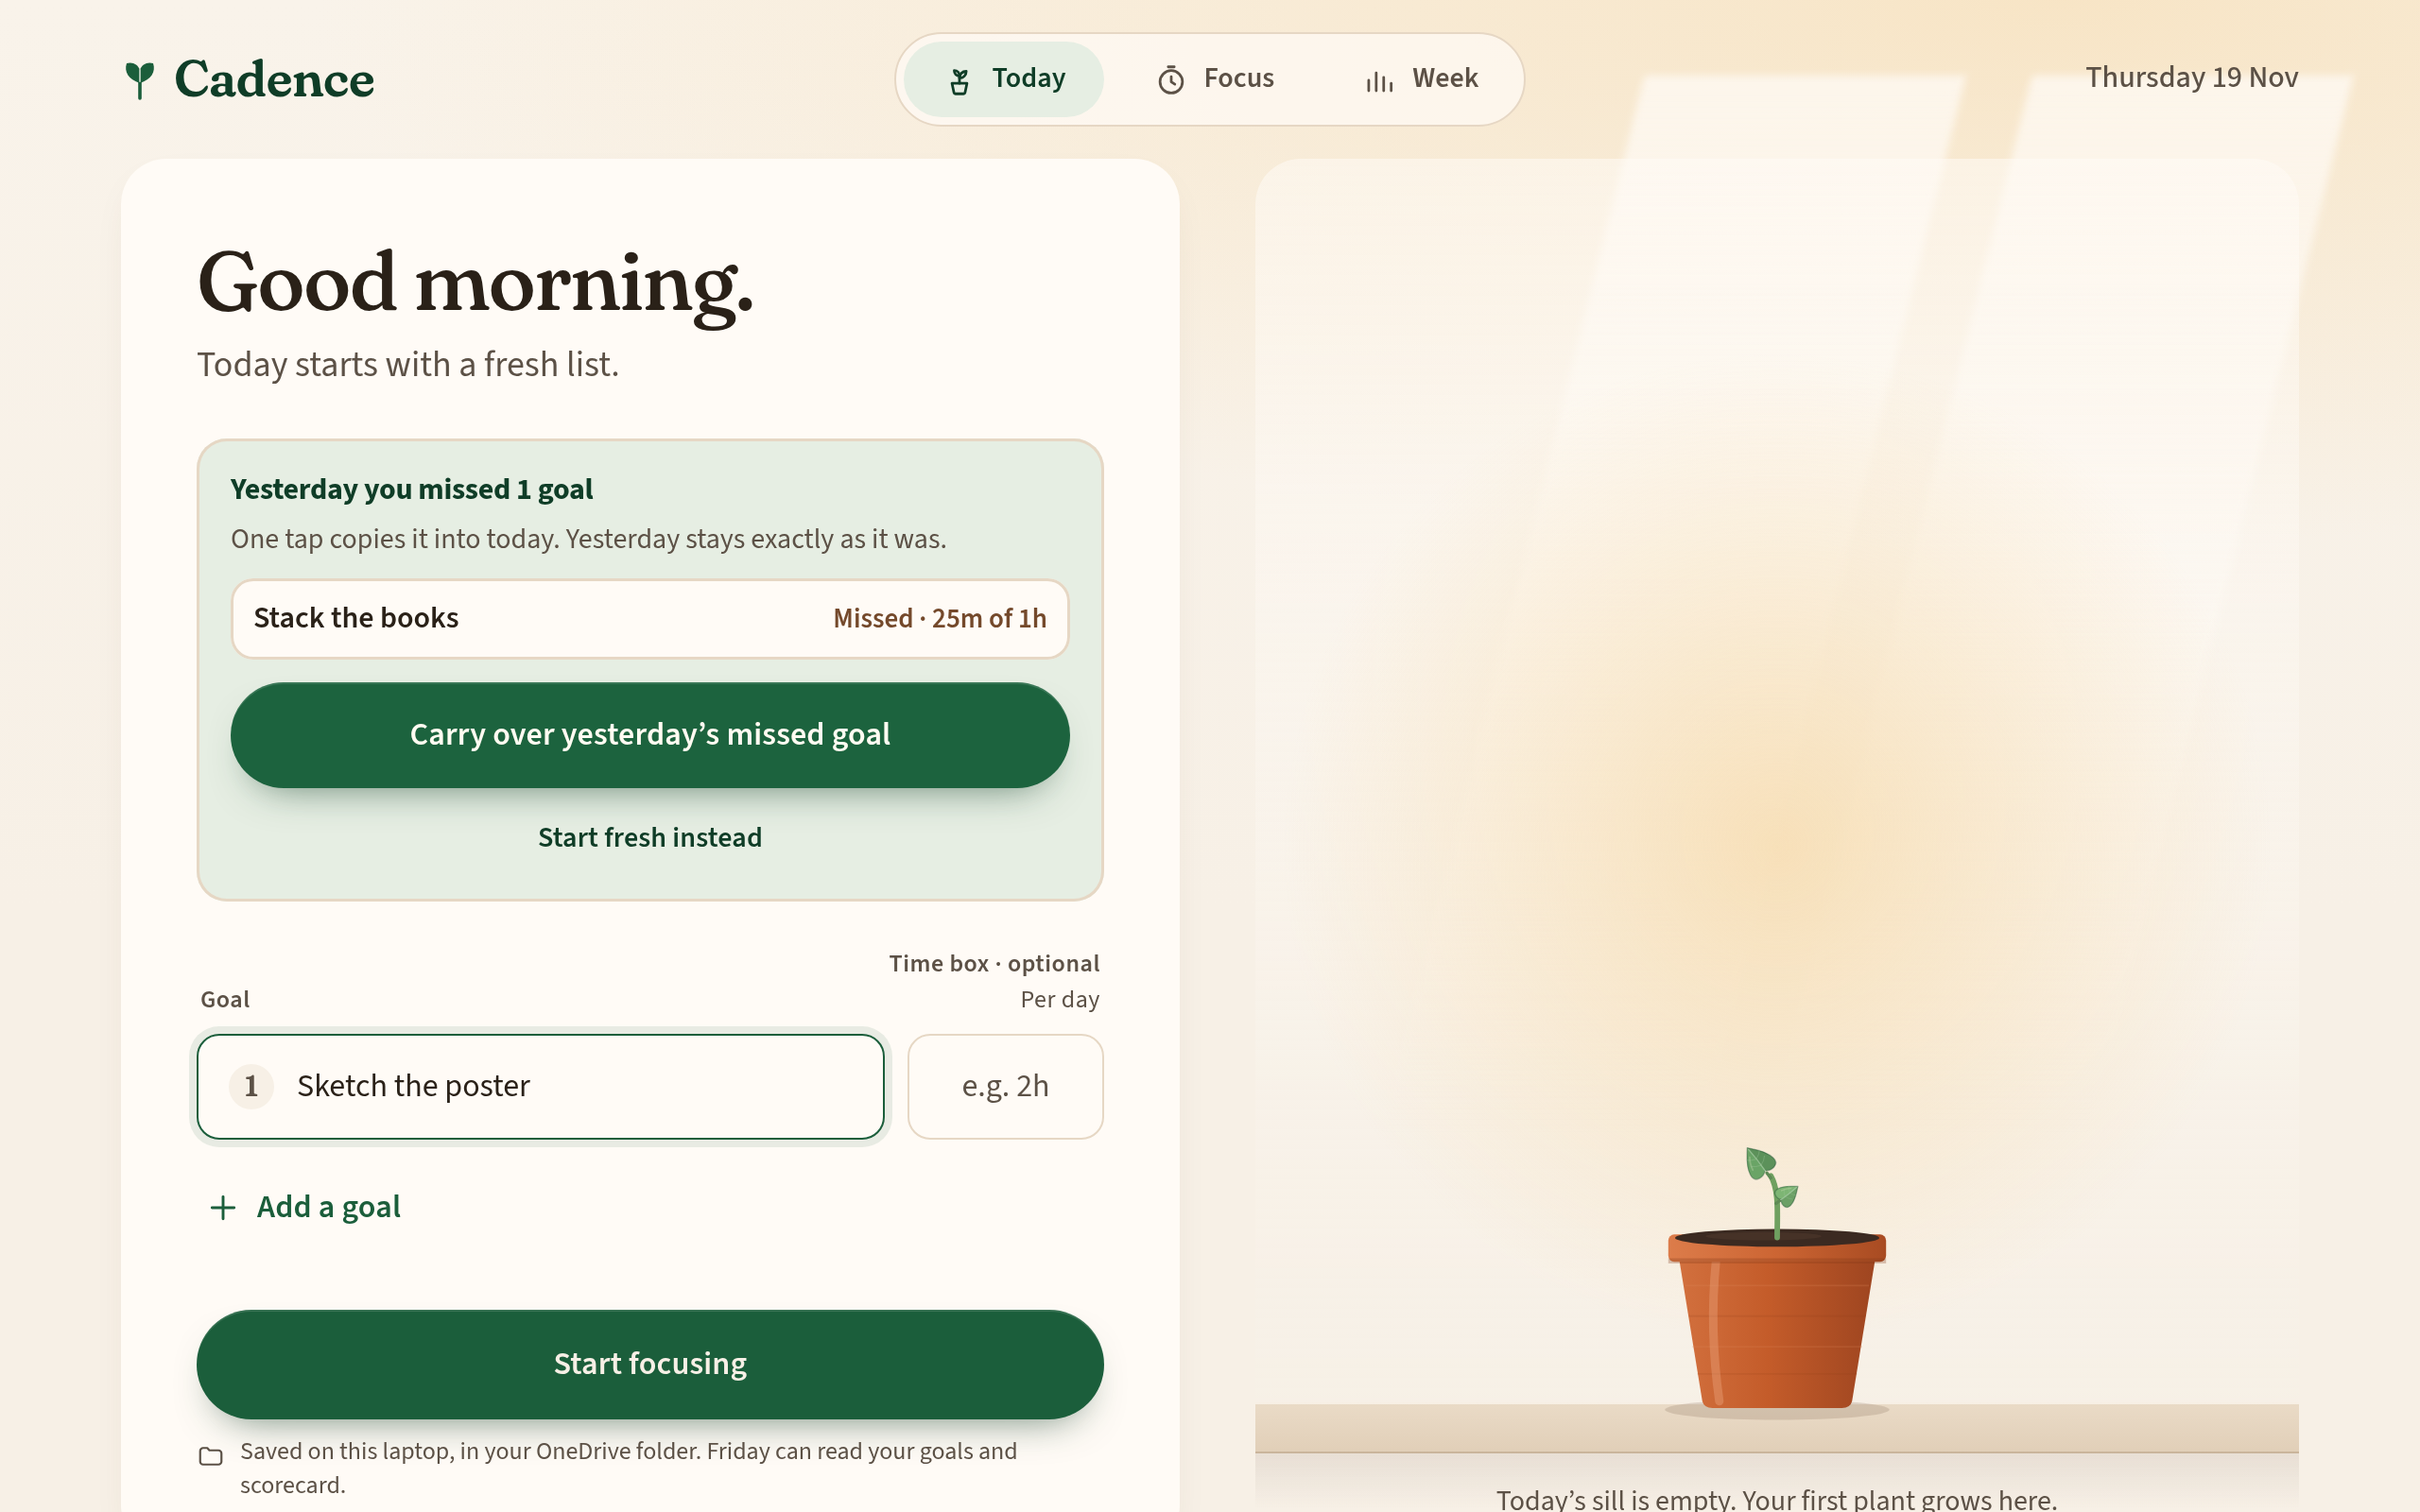 Cadence
Today
Focus
Week
Thursday 19 Nov
Good morning.
Today starts with a fresh list.
Yesterday you missed 1 goal
One tap copies it into today. Yesterday stays exactly as it was.
Stack the books
Missed · 25m of 1h
Carry over yesterday’s missed goal
Start fresh instead
Goal
Time box · optional
Per day
1 Sketch the poster
e.g. 2h
+ Add a goal
Start focusing
Saved on this laptop, in your OneDrive folder. Friday can read your goals and
scorecard.
Today’s sill is empty. Your first plant grows here.